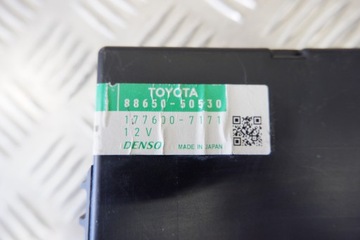 TOYOTA
88650-50530
177600-7171
12V
DENSO MADE IN JAPAN